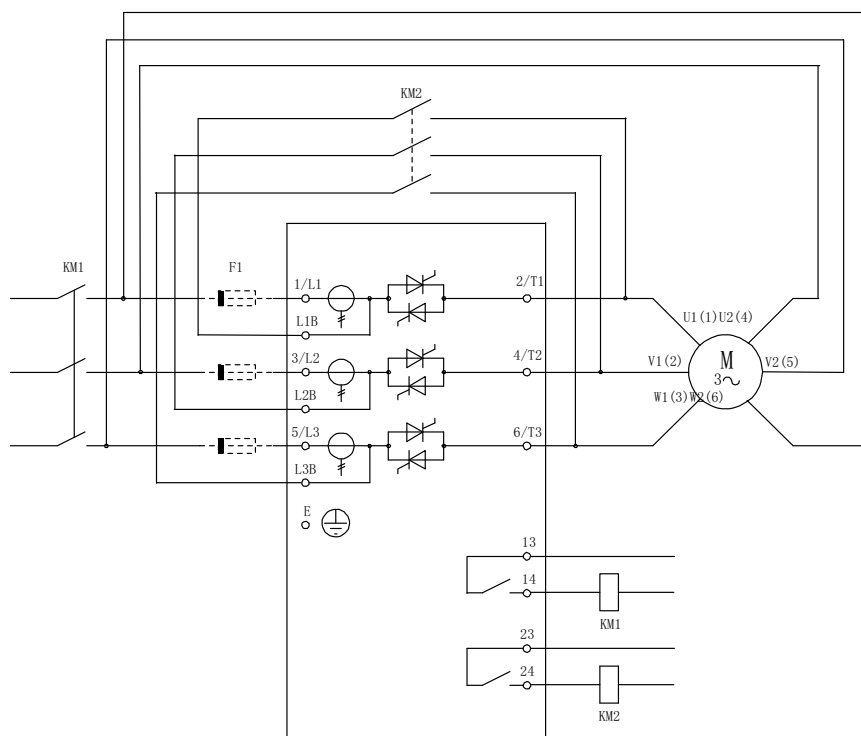 KM2
KM1
F1
1/L1
2/T1
L1B
U1(1)U2(4)
3/L2
4/T2
V1(2)
M
3
V2(5)
L2B
W1(3)W2(6)
5/L3
6/T3
L3B
E
13
14
KM1
23
24
KM2